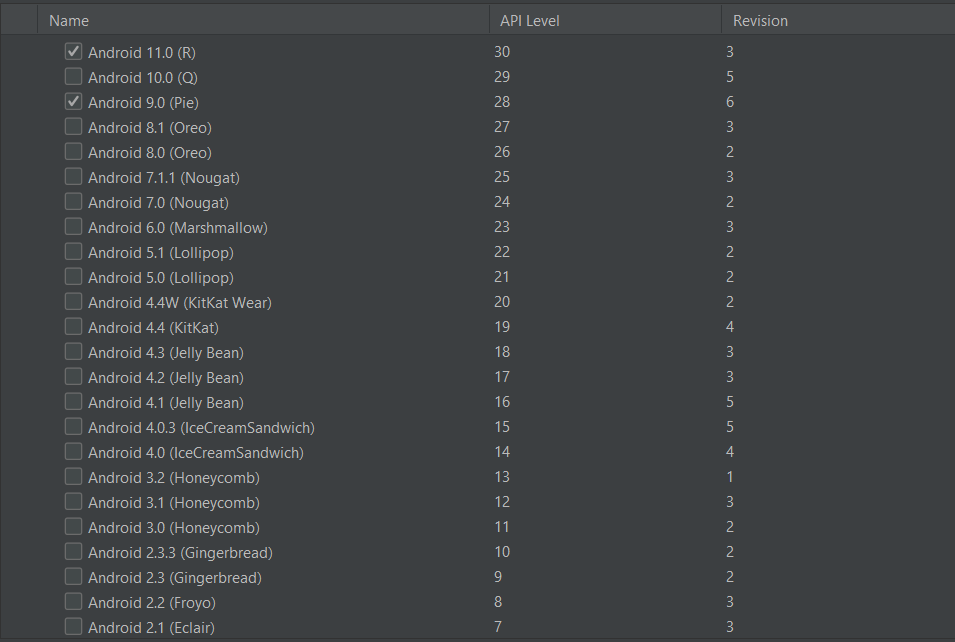 Name API Level Revision
Android 11.0 (R) 30 3
Android 10.0 (Q) 29 5
Android 9.0 (Pie) 28 6
Android 8.1 (Oreo) 27 3
Android 8.0 (Oreo) 26 2
Android 7.1.1 (Nougat) 25 3
Android 7.0 (Nougat) 24 2
Android 6.0 (Marshmallow) 23 3
Android 5.1 (Lollipop) 22 2
Android 5.0 (Lollipop) 21 2
Android 4.4W (KitKat Wear) 20 2
Android 4.4 (KitKat) 19 4
Android 4.3 (Jelly Bean) 18 3
Android 4.2 (Jelly Bean) 17 3
Android 4.1 (Jelly Bean) 16 5
Android 4.0.3 (IceCreamSandwich) 15 5
Android 4.0 (IceCreamSandwich) 14 4
Android 3.2 (Honeycomb) 13 1
Android 3.1 (Honeycomb) 12 3
Android 3.0 (Honeycomb) 11 2
Android 2.3.3 (Gingerbread) 10 2
Android 2.3 (Gingerbread) 9 2
Android 2.2 (Froyo) 8 3
Android 2.1 (Eclair) 7 3